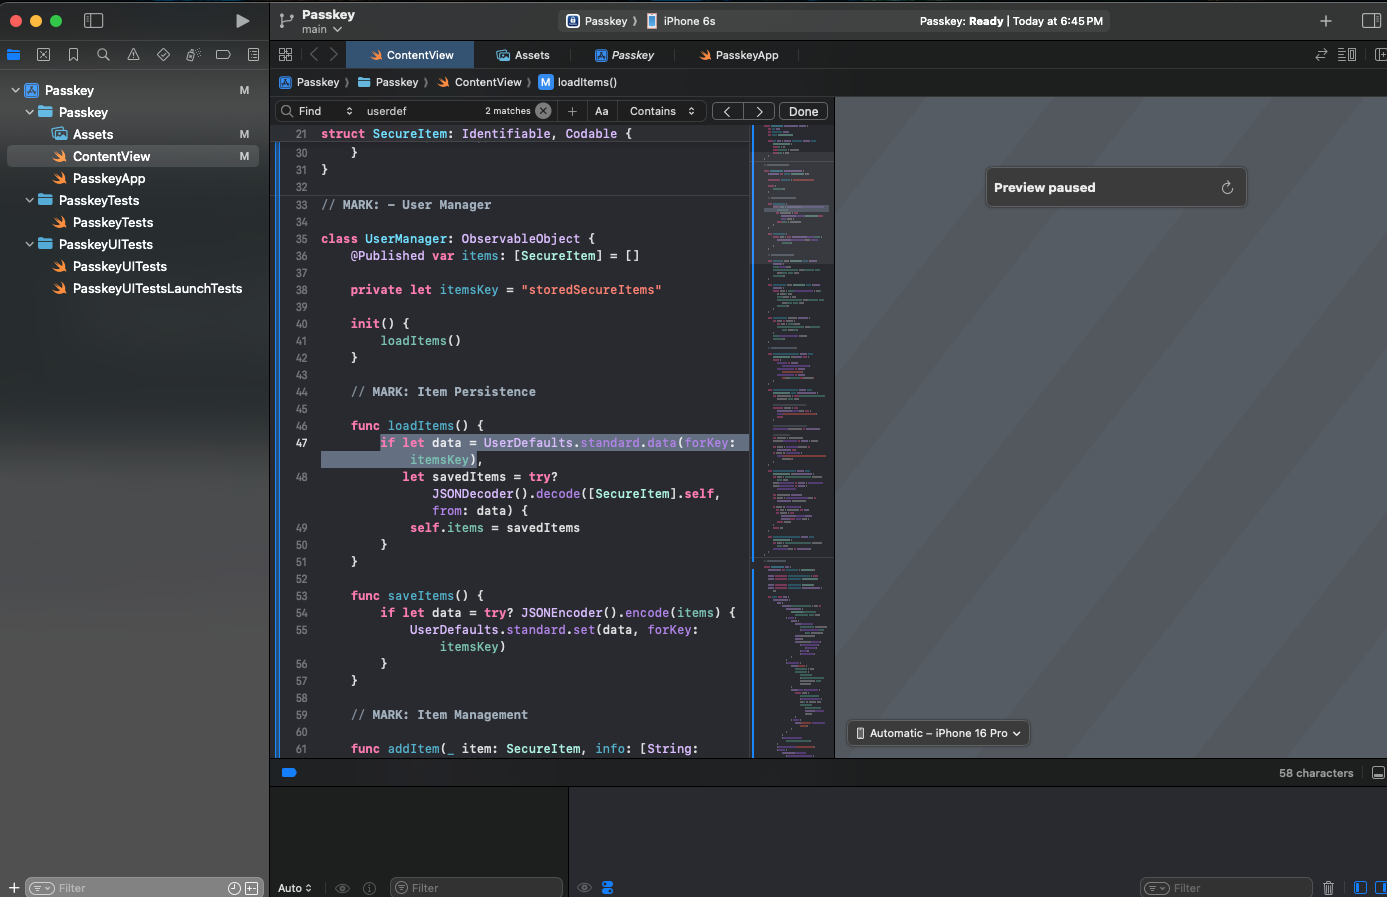 Passkey
main
Passkey
iPhone 6s
Passkey: Ready | Today at 6:45 PM
ContentView
Assets
Passkey
PasskeyApp
Passkey
Passkey
ContentView
M
loadItems()
Passkey M
Passkey
Assets M
ContentView M
PasskeyApp
PasskeyTests
PasskeyTests
PasskeyUITests
PasskeyUITests
PasskeyUITestsLaunchTests
Find
userdef
2 matches
Aa
Contains
Done
21 struct SecureItem: Identifiable, Codable {
30 }
31 }
32
33 // MARK: - User Manager
34
35 class UserManager: ObservableObject {
36 @Published var items: [SecureItem] = []
37
38 private let itemsKey = "storedSecureItems"
39
40 init() {
41 loadItems()
42 }
43
44 // MARK: Item Persistence
45
46 func loadItems() {
47 if let data = UserDefaults.standard.data(forKey:
itemsKey),
48 let savedItems = try?
JSONDecoder().decode([SecureItem].self,
from: data) {
49 self.items = savedItems
50 }
51 }
52
53 func saveItems() {
54 if let data = try? JSONEncoder().encode(items) {
55 UserDefaults.standard.set(data, forKey:
itemsKey)
56 }
57 }
58
59 // MARK: Item Management
60
61 func addItem(_ item: SecureItem, info: [String:
Preview paused
Automatic – iPhone 16 Pro
58 characters
Filter
Auto
Filter
Filter